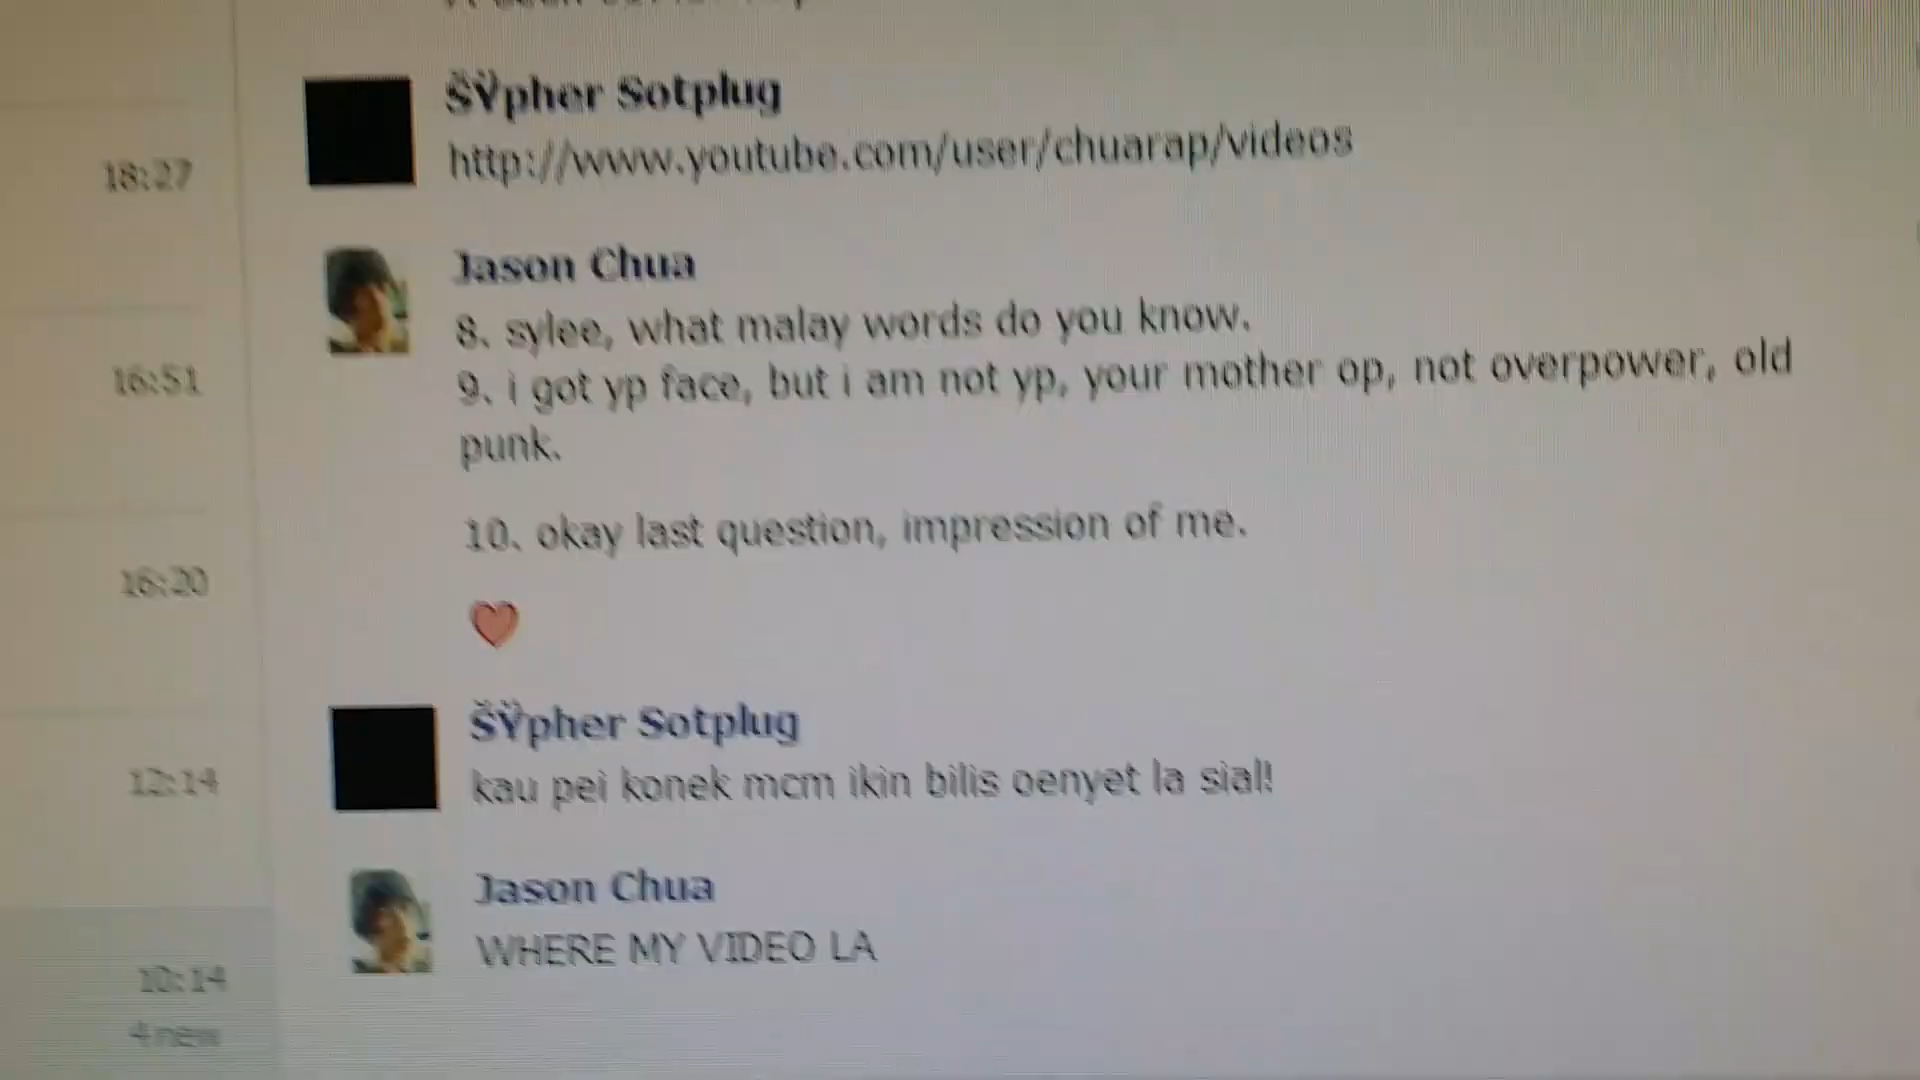 ŠŸpher Sotplug
http://www.youtube.com/user/chuarap/videos
18:27
Jason Chua
8. sylee, what malay words do you know.
9. i got yp face, but i am not yp, your mother op, not overpower, old
punk.
16:51
10. okay last question, impression of me.
16:20
ŠŸpher Sotplug
kau pei konek mcm ikin bilis oenyet la sial!
12:14
Jason Chua
WHERE MY VIDEO LA
10:14
4 new